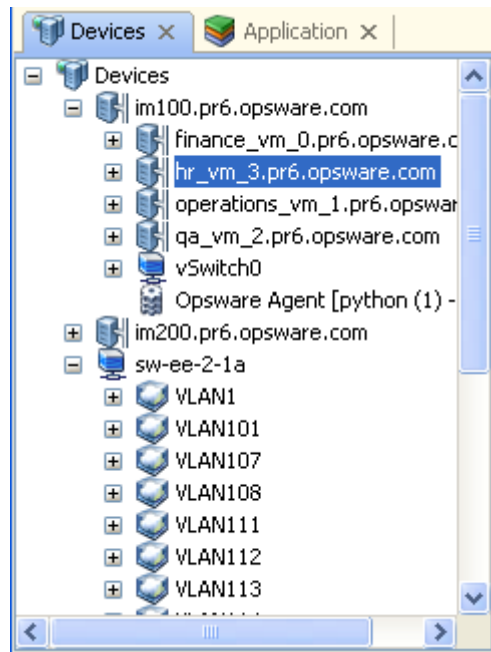 Devices Application
Devices
im100.pr6.opsware.com
finance_vm_0.pr6.opsware.c
hr_vm_3.pr6.opsware.com
operations_vm_1.pr6.opswar
qa_vm_2.pr6.opsware.com
vSwitch0
Opsware Agent [python (1) -
im200.pr6.opsware.com
sw-ee-2-1a
VLAN1
VLAN101
VLAN107
VLAN108
VLAN111
VLAN112
VLAN113